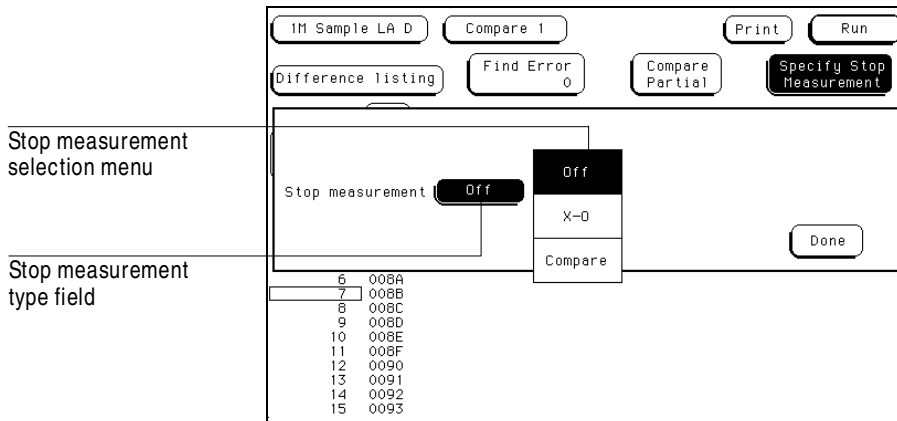 1M Sample LA D
Compare 1
Print
Run
Difference listing
Find Error
0
Compare
Partial
Specify Stop
Measurement
Stop measurement
selection menu
Stop measurement
Off
Off
X-O
Compare
Done
Stop measurement
type field
6 008A
7 008B
8 008C
9 008D
10 008E
11 008F
12 0090
13 0091
14 0092
15 0093